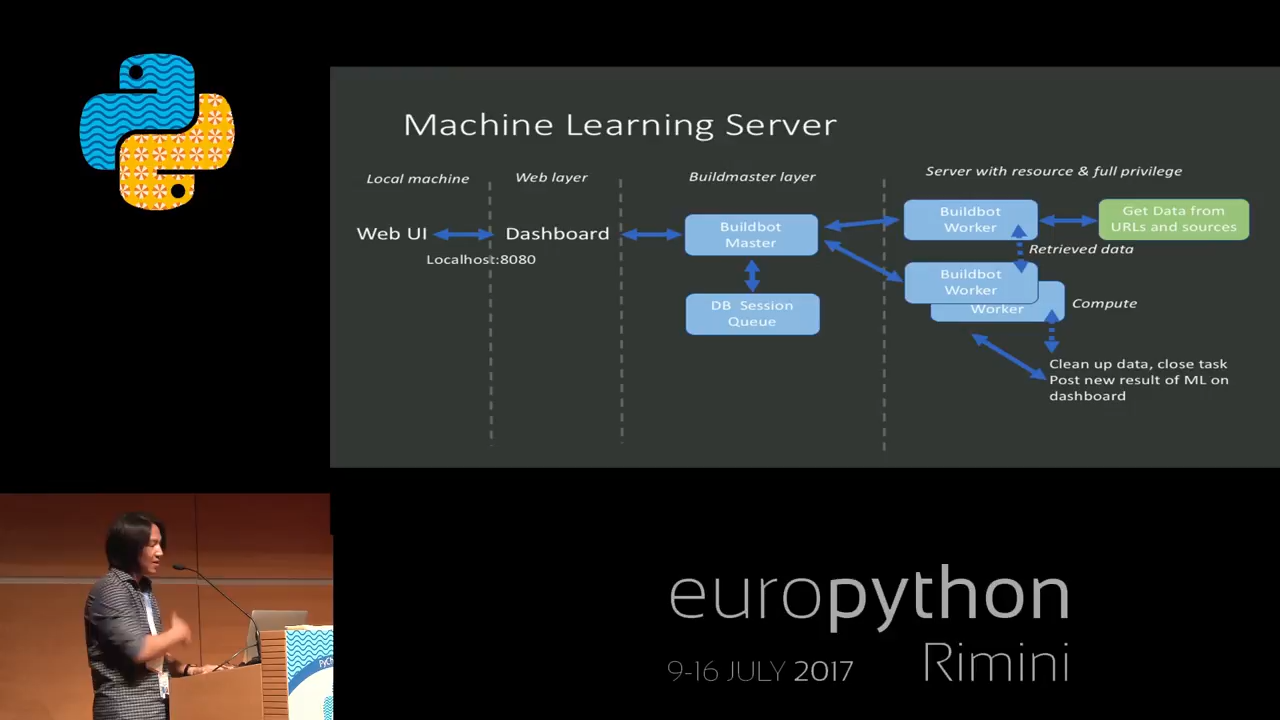 Machine Learning Server
Local machine
Web layer
Buildmaster layer
Server with resource & full privilege
Web UI
Dashboard
Localhost:8080
Buildbot
Master
DB Session
Queue
Buildbot
Worker
Get Data from
URLs and sources
Retrieved data
Buildbot
Worker
Worker
Compute
Clean up data, close task
Post new result of ML on
dashboard
europython
Rimini
9-16 JULY 2017